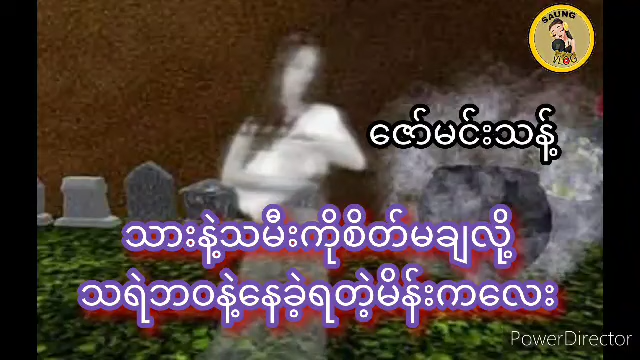 SAUNG
VLOG
ဇော်မင်းသန့်
သားနဲ့သမီးကိုစိတ်မချလို့
သရဲဘဝနဲ့နေခဲ့ရတဲ့မိန်းကလေး
PowerDirector